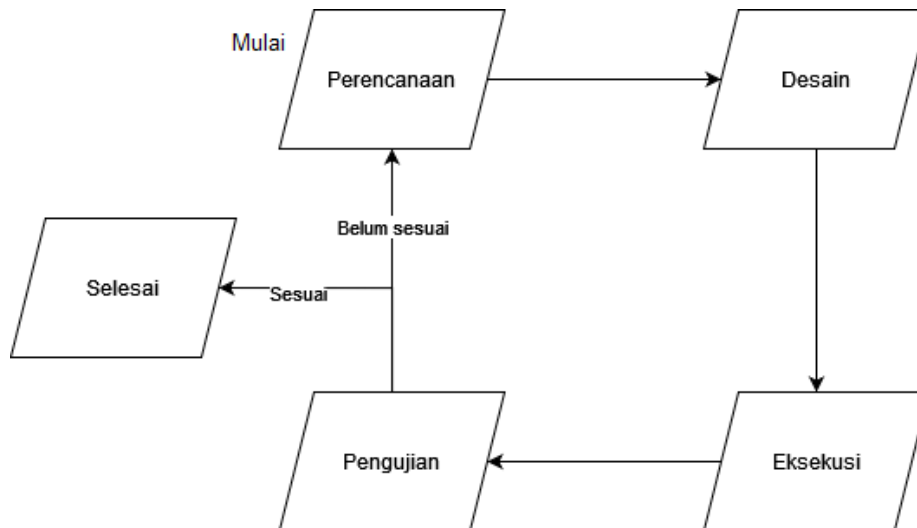 Mulai
Perencanaan
Desain
Belum sesuai
Selesai
Sesuai
Pengujian
Eksekusi